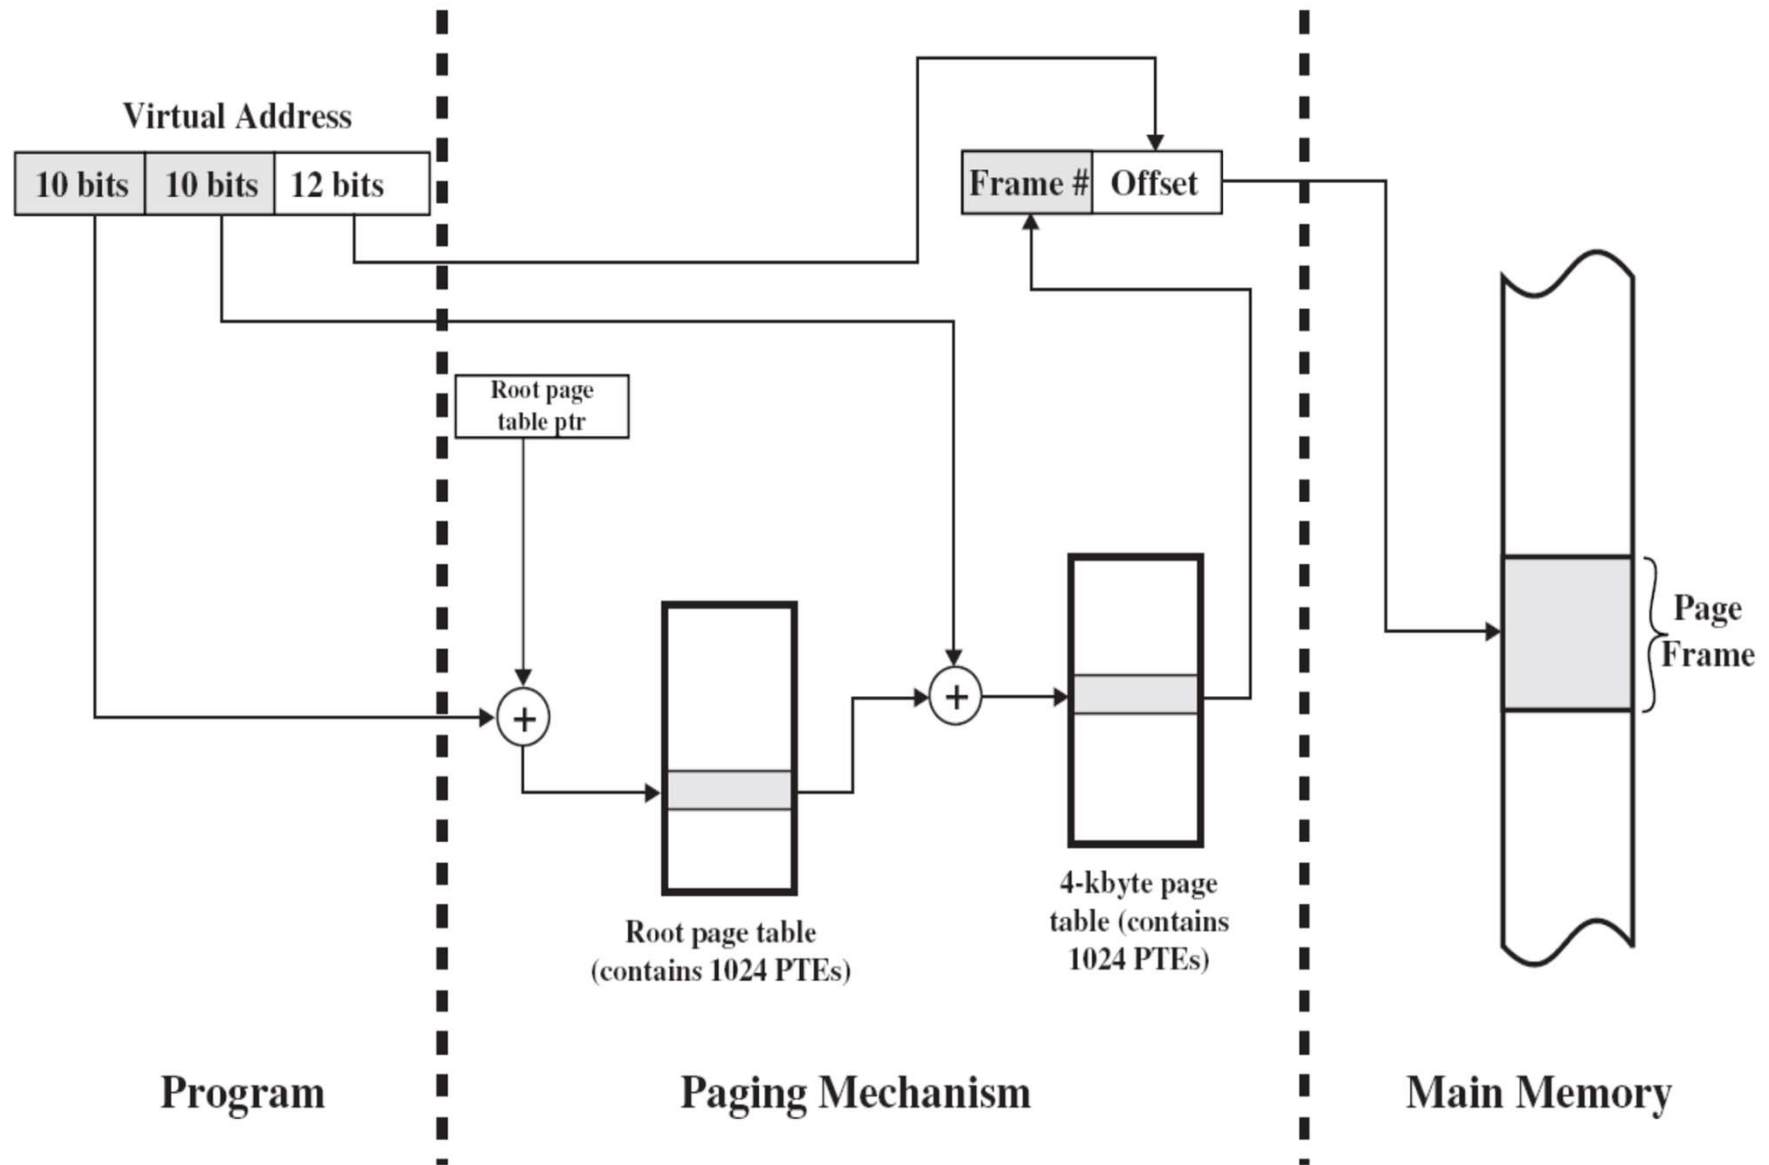 Virtual Address
10 bits
10 bits
12 bits
Frame #
Offset
Root page
table ptr
+
+
Page
Frame
4-kbyte page
table (contains
1024 PTEs)
Root page table
(contains 1024 PTEs)
Program
Paging Mechanism
Main Memory